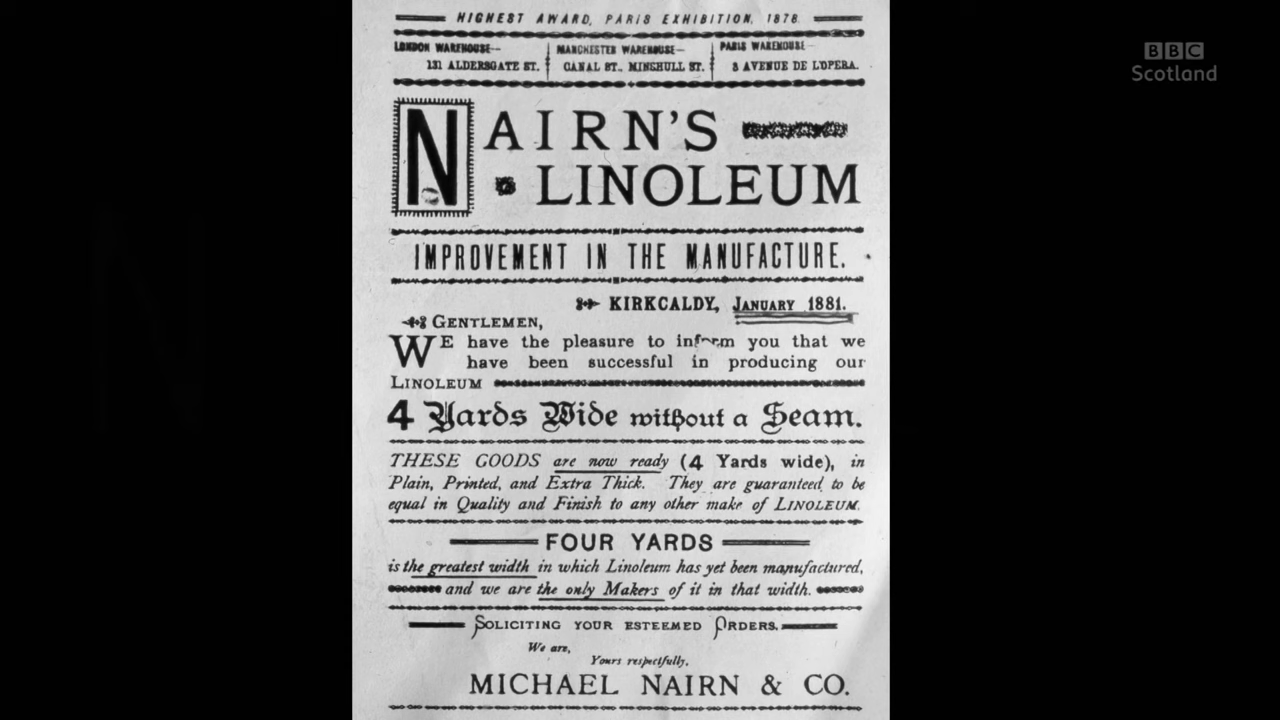 HIGHEST AWARD, PARIS EXHIBITION, 1878.
LONDON WAREHOUSE—
131 ALDERSGATE ST.
MANCHESTER WAREHOUSE—
CANAL ST., MINSHULL ST.
PARIS WAREHOUSE—
3 AVENUE DE L'OPERA.
BBC
Scotland
NAIRN'S
LINOLEUM
IMPROVEMENT IN THE MANUFACTURE.
KIRKCALDY, JANUARY 1881.
GENTLEMEN,
WE have the pleasure to inform you that we
have been successful in producing our
LINOLEUM
4 Yards Wide without a Seam.
THESE GOODS are now ready (4 Yards wide), in
Plain, Printed, and Extra Thick. They are guaranteed to be
equal in Quality and Finish to any other make of LINOLEUM.
FOUR YARDS
is the greatest width in which Linoleum has yet been manufactured,
and we are the only Makers of it in that width.
SOLICITING YOUR ESTEEMED ORDERS.
We are,
Yours respectfully,
MICHAEL NAIRN & CO.